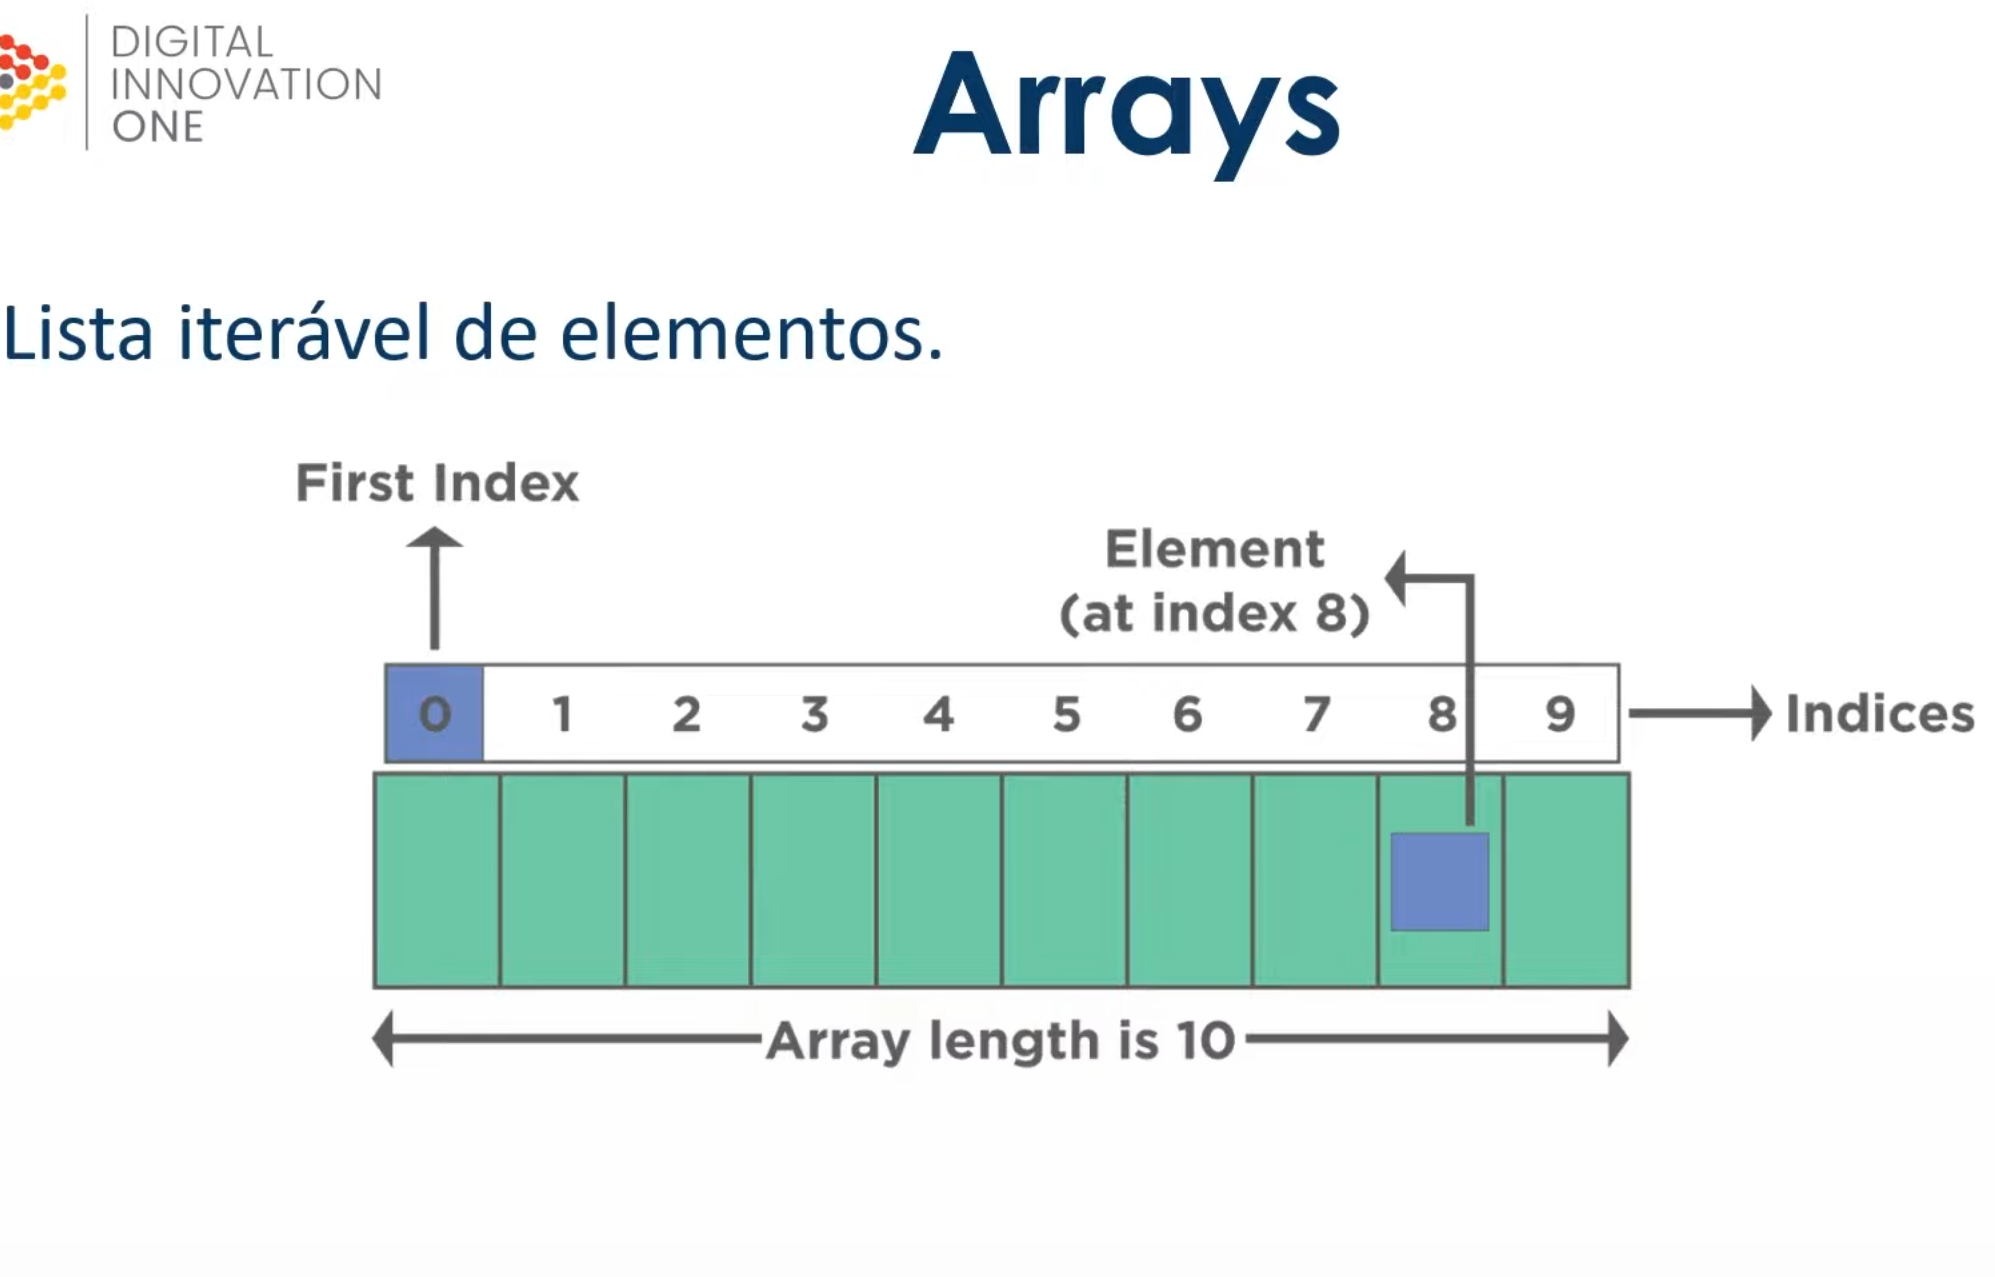 DIGITAL
INNOVATION
ONE
Arrays
Lista iterável de elementos.
First Index
Element
(at index 8)
0 1 2 3 4 5 6 7 8 9
Indices
Array length is 10